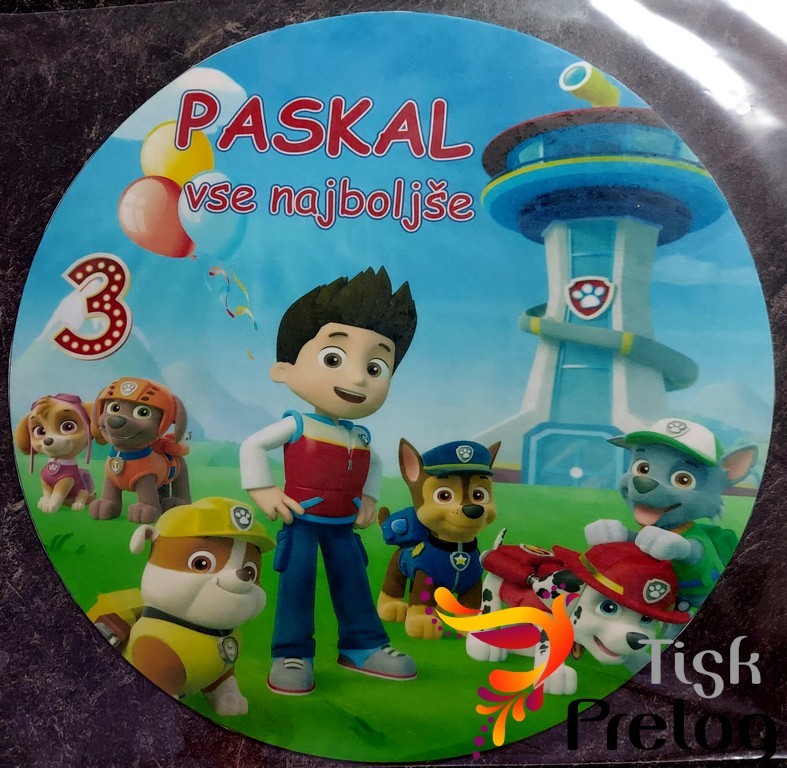 PASKAL
vse najboljše
3
Tisk
Prelog